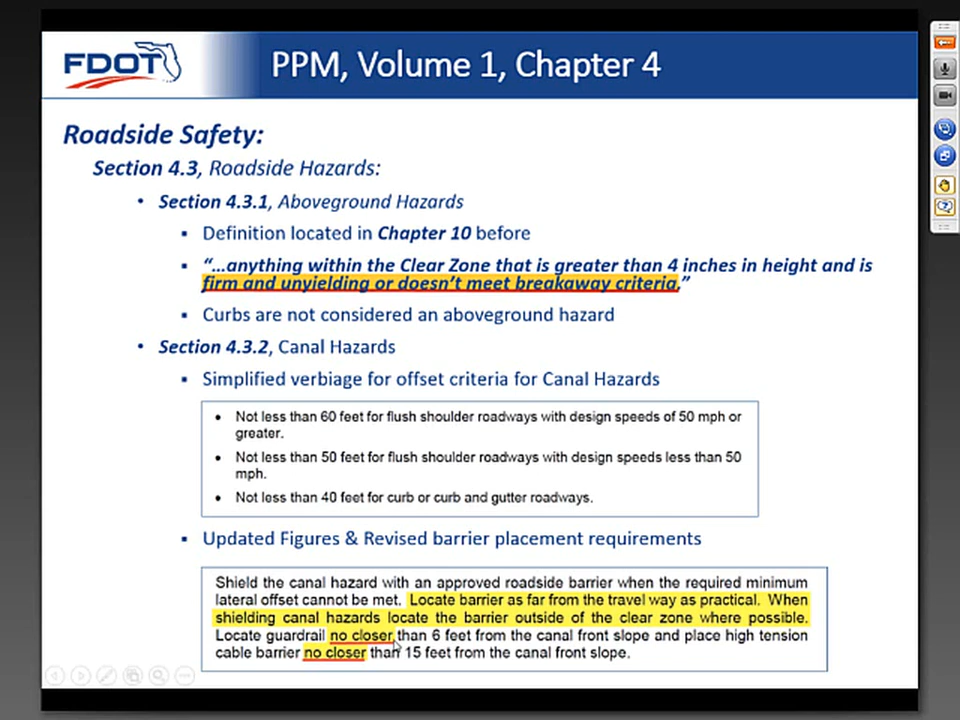 FDOT
PPM, Volume 1, Chapter 4
Roadside Safety:
Section 4.3, Roadside Hazards:
• Section 4.3.1, Aboveground Hazards
▪ Definition located in Chapter 10 before
▪ “…anything within the Clear Zone that is greater than 4 inches in height and is
firm and unyielding or doesn’t meet breakaway criteria.”
▪ Curbs are not considered an aboveground hazard
• Section 4.3.2, Canal Hazards
▪ Simplified verbiage for offset criteria for Canal Hazards
• Not less than 60 feet for flush shoulder roadways with design speeds of 50 mph or
greater.
• Not less than 50 feet for flush shoulder roadways with design speeds less than 50
mph.
• Not less than 40 feet for curb or curb and gutter roadways.
▪ Updated Figures & Revised barrier placement requirements
Shield the canal hazard with an approved roadside barrier when the required minimum
lateral offset cannot be met. Locate barrier as far from the travel way as practical. When
shielding canal hazards locate the barrier outside of the clear zone where possible.
Locate guardrail no closer than 6 feet from the canal front slope and place high tension
cable barrier no closer than 15 feet from the canal front slope.